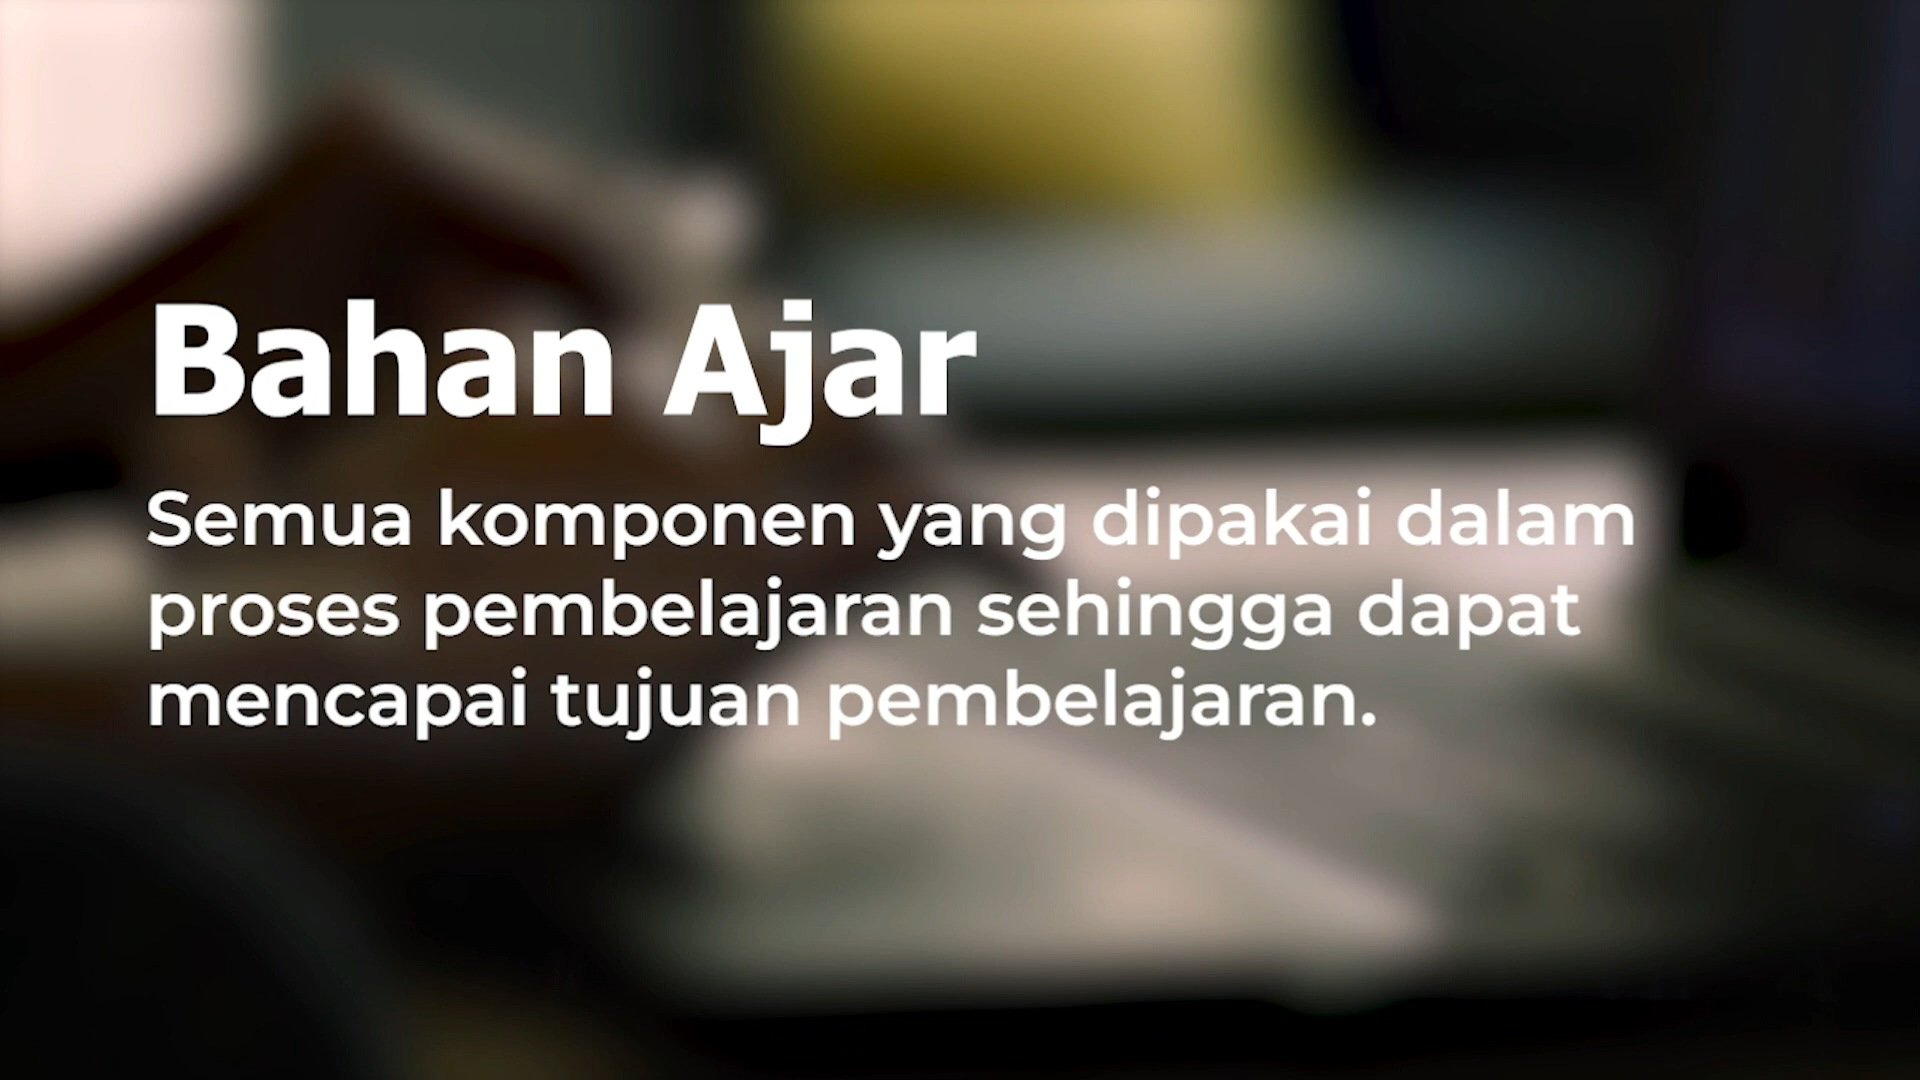 Bahan Ajar
Semua komponen yang dipakai dalam
proses pembelajaran sehingga dapat
mencapai tujuan pembelajaran.